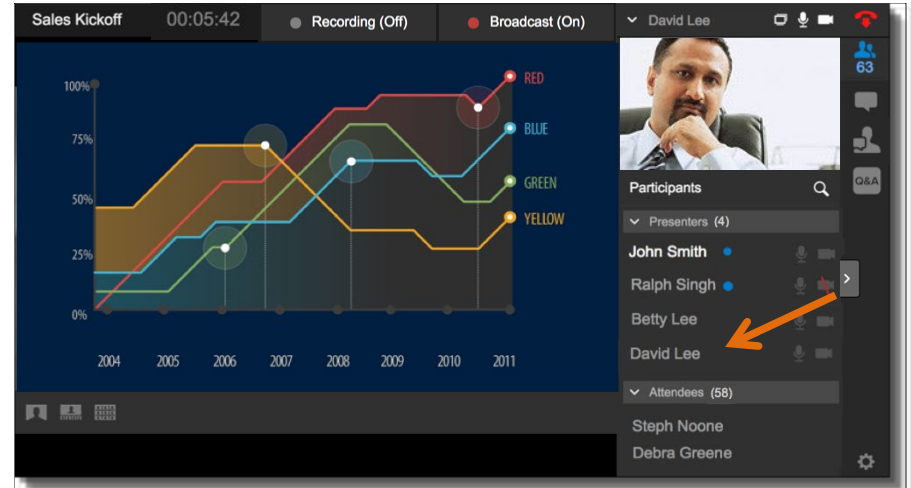 Sales Kickoff
00:05:42
Recording (Off)
Broadcast (On)
David Lee
63
100%
75%
50%
25%
0%
RED
BLUE
GREEN
YELLOW
2004 2005 2006 2007 2008 2009 2010 2011
Participants
Q&A
Presenters (4)
John Smith
Ralph Singh
Betty Lee
David Lee
Attendees (58)
Steph Noone
Debra Greene